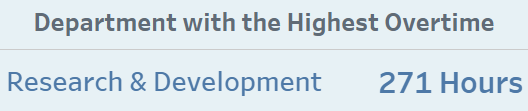 Department with the Highest Overtime
Research & Development 271 Hours